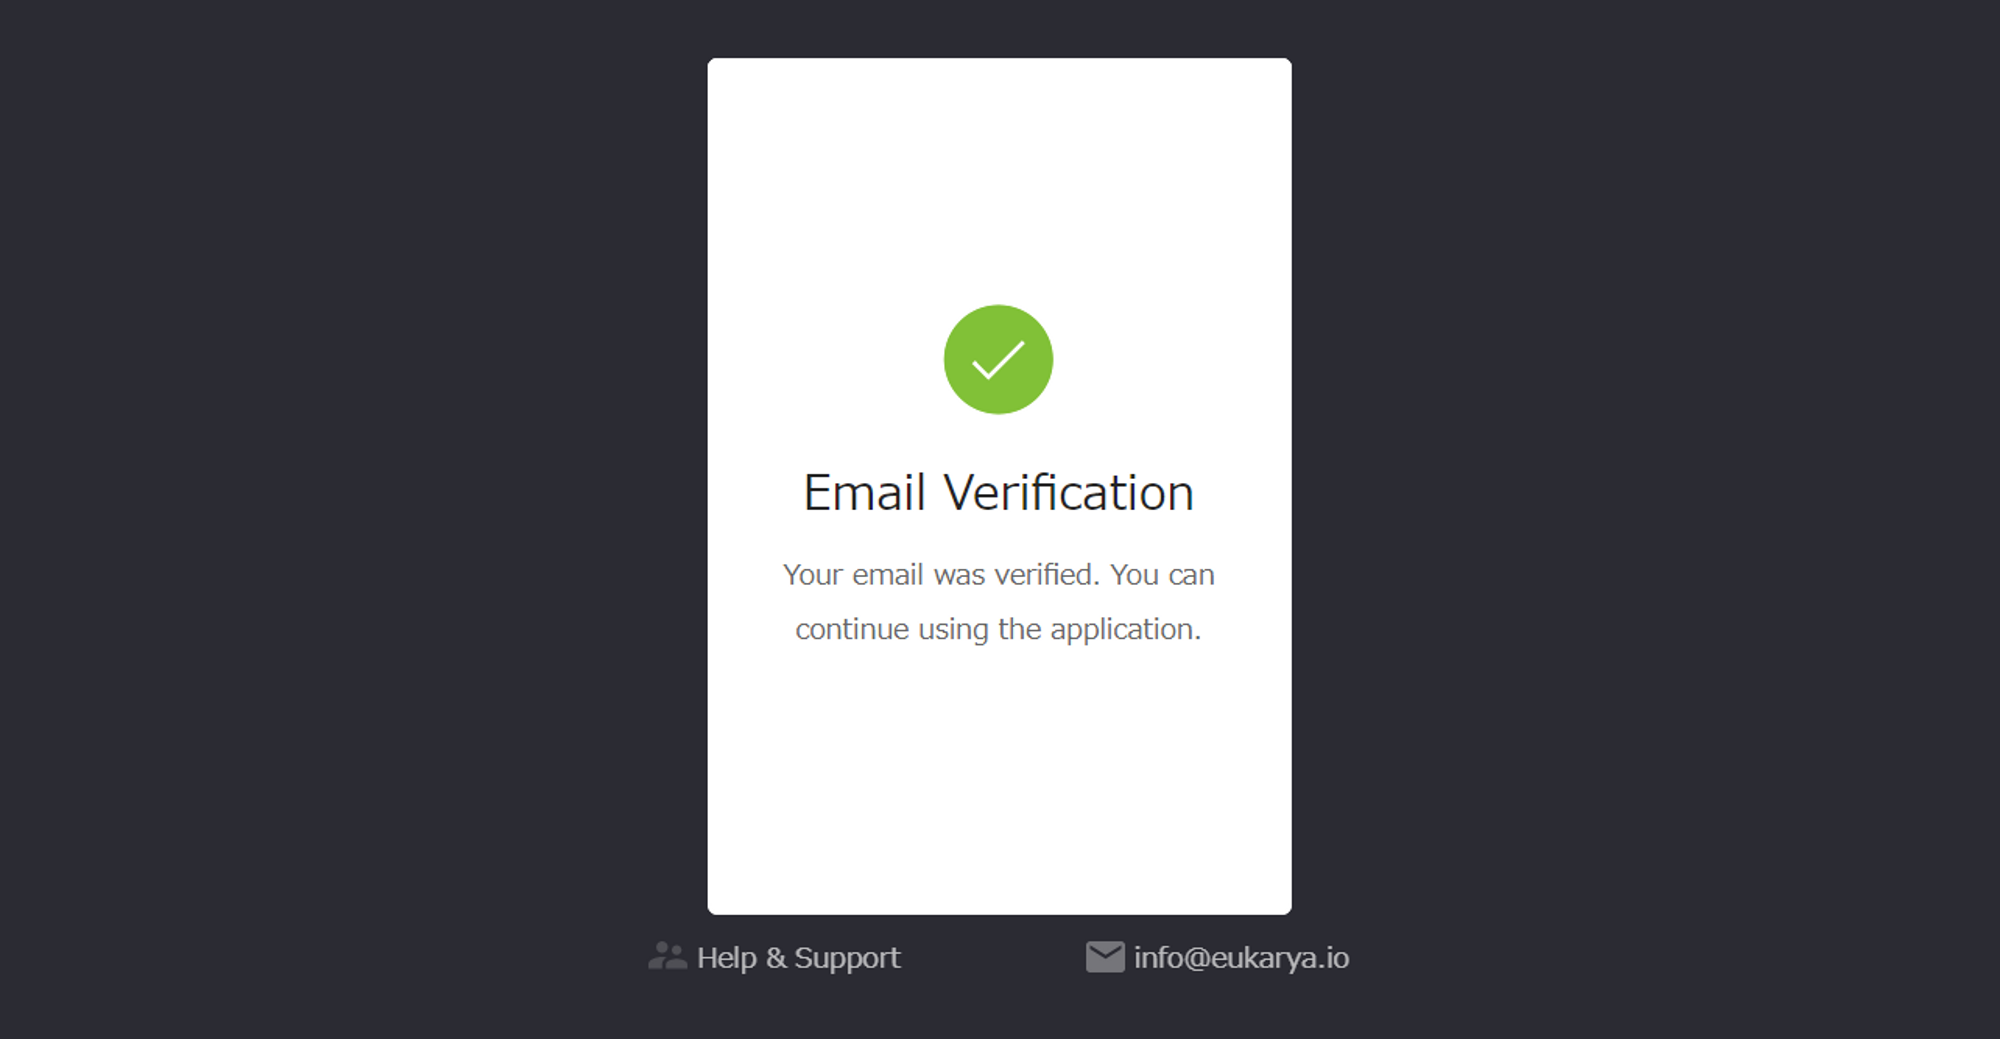 Email Verification
Your email was verified. You can
continue using the application.
Help & Support
info@eukarya.io